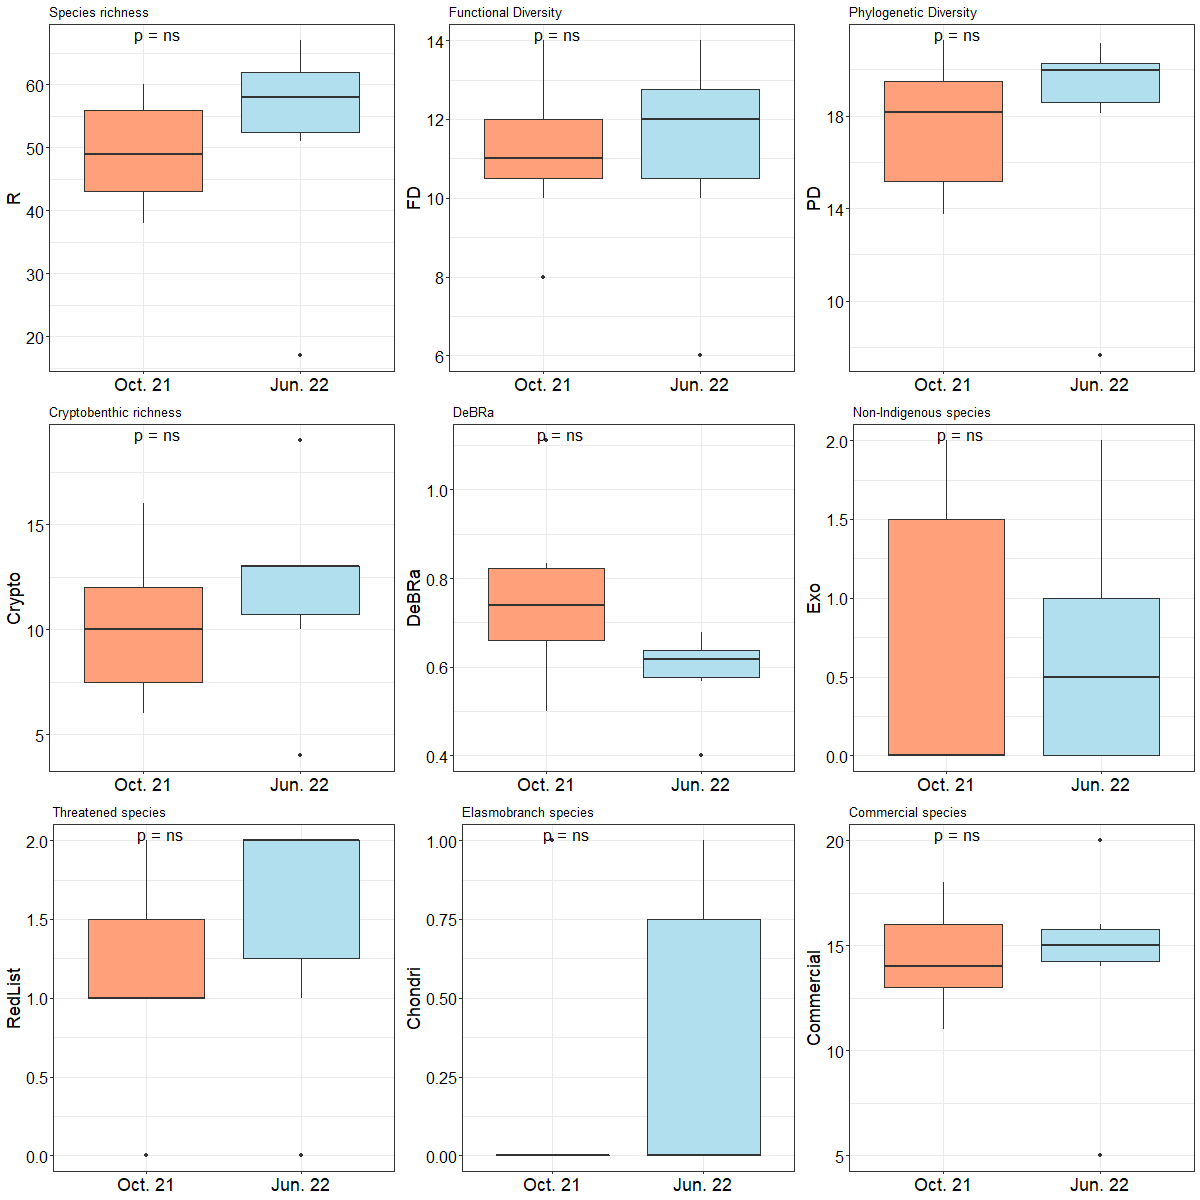 Species richness
p = ns
R
60
50
40
30
20
Oct. 21
Jun. 22
Functional Diversity
p = ns
FD
14
12
10
8
6
Oct. 21
Jun. 22
Phylogenetic Diversity
p = ns
PD
18
14
10
Oct. 21
Jun. 22
Cryptobenthic richness
p = ns
Crypto
15
10
5
Oct. 21
Jun. 22
DeBRa
p = ns
DeBRa
1.0
0.8
0.6
0.4
Oct. 21
Jun. 22
Non-Indigenous species
p = ns
Exo
2.0
1.5
1.0
0.5
0.0
Oct. 21
Jun. 22
Threatened species
p = ns
RedList
2.0
1.5
1.0
0.5
0.0
Oct. 21
Jun. 22
Elasmobranch species
p = ns
Chondri
1.00
0.75
0.50
0.25
0.00
Oct. 21
Jun. 22
Commercial species
p = ns
Commercial
20
15
10
5
Oct. 21
Jun. 22